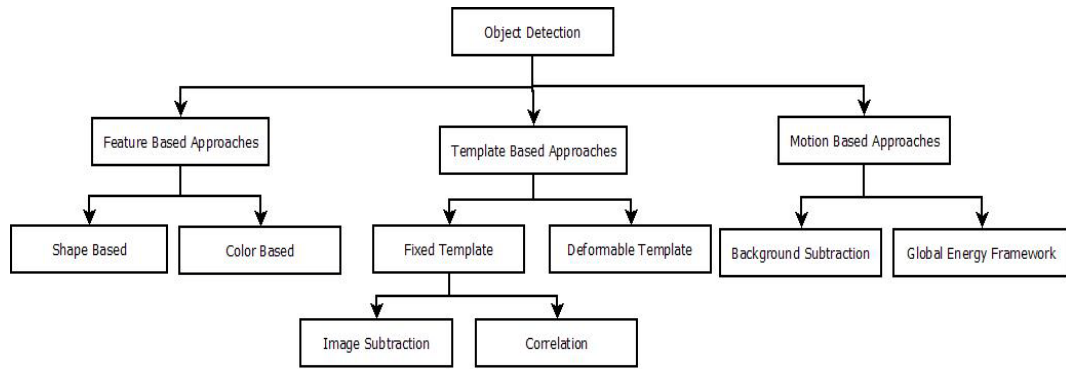 Object Detection
Feature Based Approaches
Template Based Approaches
Motion Based Approaches
Shape Based
Color Based
Fixed Template
Deformable Template
Background Subtraction
Global Energy Framework
Image Subtraction
Correlation